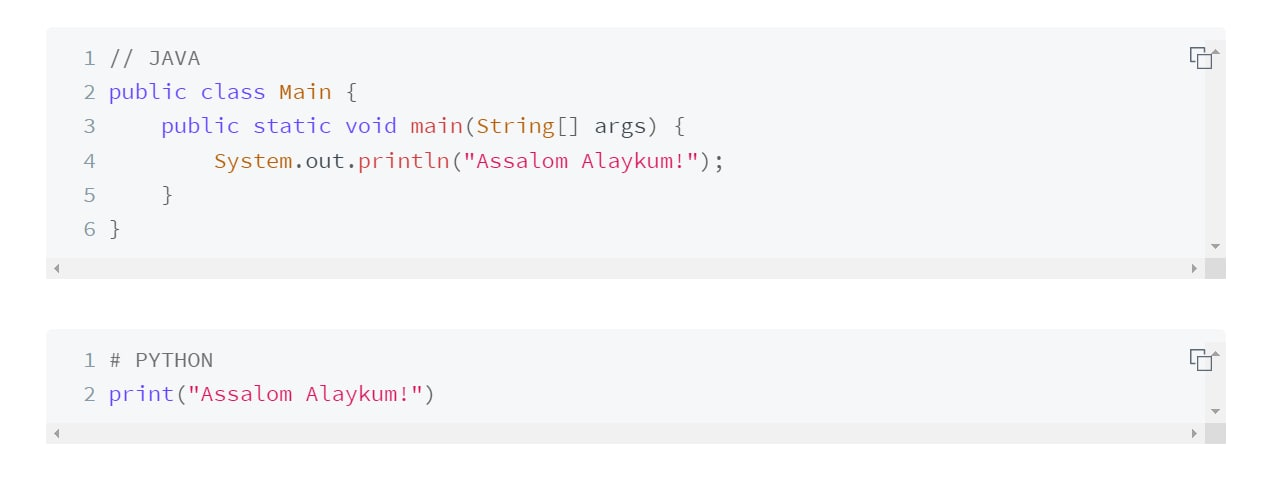 1 // JAVA
2 public class Main {
3     public static void main(String[] args) {
4         System.out.println("Assalom Alaykum!");
5     }
6 }
1 # PYTHON
2 print("Assalom Alaykum!")